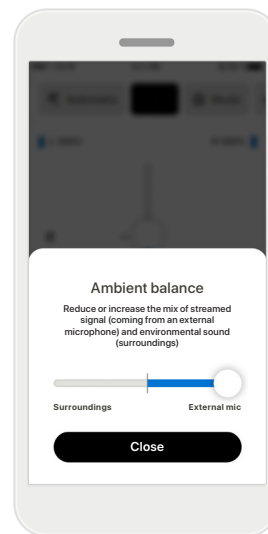 Ambient balance
Reduce or increase the mix of streamed
signal (coming from an external
microphone) and environmental sound
(surroundings)
Surroundings External mic
Close